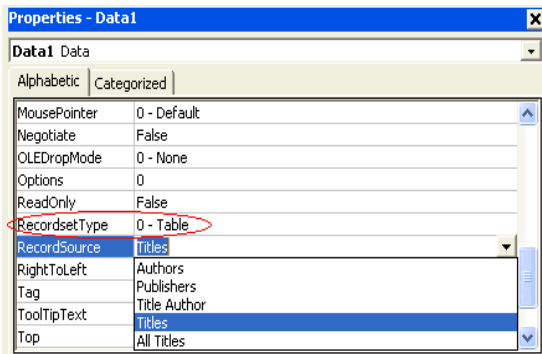 Properties - Data1
Data1 Data
Alphabetic Categorized
MousePointer 0 - Default
Negotiate False
OLEDropMode 0 - None
Options 0
ReadOnly False
RecordsetType 0 - Table
RecordSource Titles
RightToLeft Authors
Publishers
Tag Title Author
ToolTipText Titles
Top All Titles